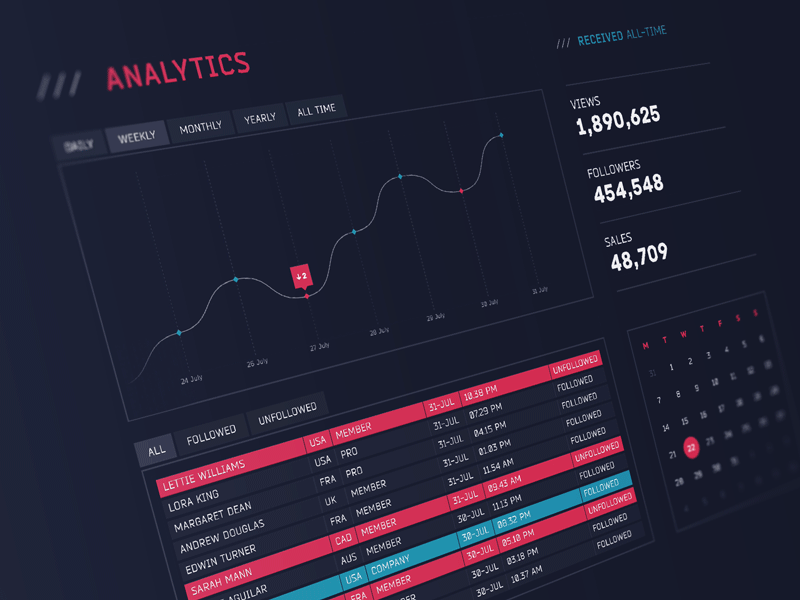 /// ANALYTICS
/// RECEIVED ALL-TIME
DAILY WEEKLY MONTHLY YEARLY ALL TIME
VIEWS
1,890,625
FOLLOWERS
454,548
SALES
48,709
↓2
24 July 26 July 27 July 28 July 29 July 30 July 31 July
ALL FOLLOWED UNFOLLOWED
LETTIE WILLIAMS USA MEMBER 31-JUL 10.38 PM UNFOLLOWED
LORA KING USA PRO 31-JUL 07.29 PM FOLLOWED
MARGARET DEAN FRA PRO 31-JUL 04.15 PM FOLLOWED
ANDREW DOUGLAS UK MEMBER 31-JUL 01.03 PM FOLLOWED
EDWIN TURNER FRA MEMBER 31-JUL 11.54 AM FOLLOWED
SARAH MANN CAD MEMBER 31-JUL 09.43 AM UNFOLLOWED
AGUILAR AUS MEMBER 30-JUL 11.13 PM FOLLOWED
USA COMPANY 30-JUL 08.32 PM FOLLOWED
FRA MEMBER 30-JUL 05.10 PM UNFOLLOWED
30-JUL 03.18 PM FOLLOWED
30-JUL 10.37 AM FOLLOWED
M T W T F S S
31 1 2 3 4 5 6
7 8 9 10 11 12 13
14 15 16 17 18 19 20
21 22 23 24 25
28 29 30 31